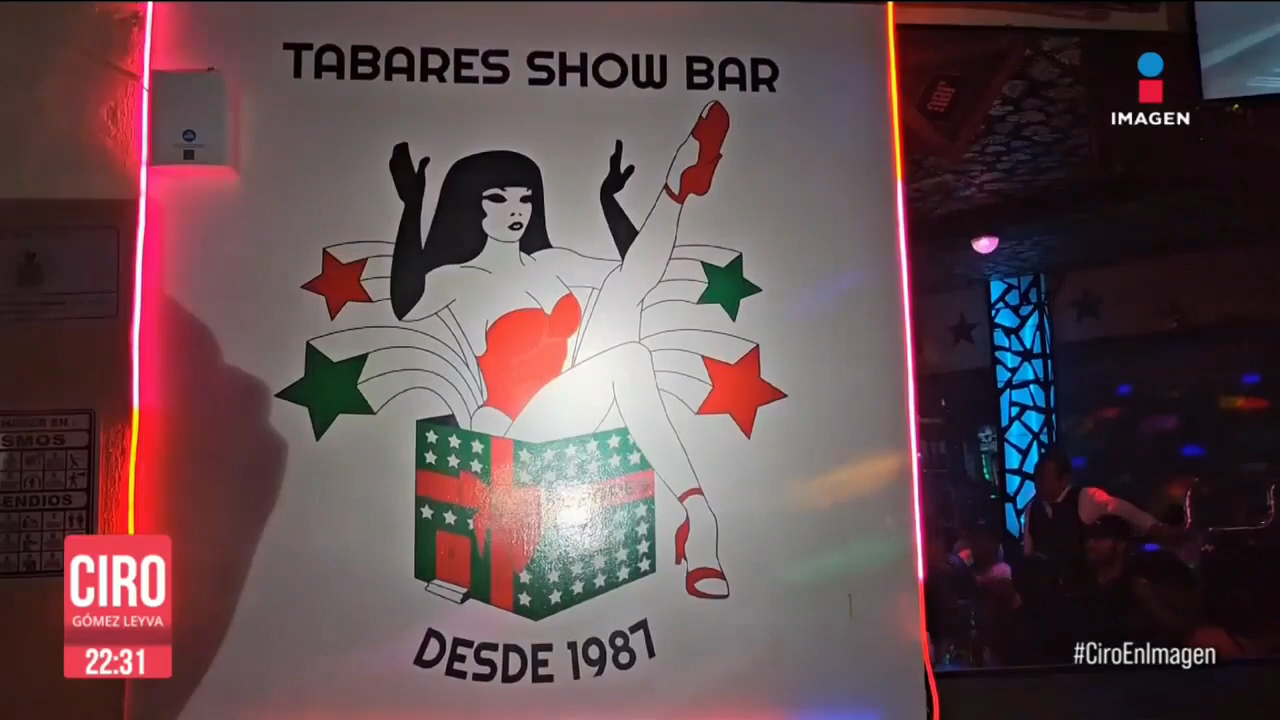 TABARES SHOW BAR
IMAGEN
SMOS
ENDIOS
CIRO
GÓMEZ LEYVA
22:31
DESDE 1987
#CiroEnImagen